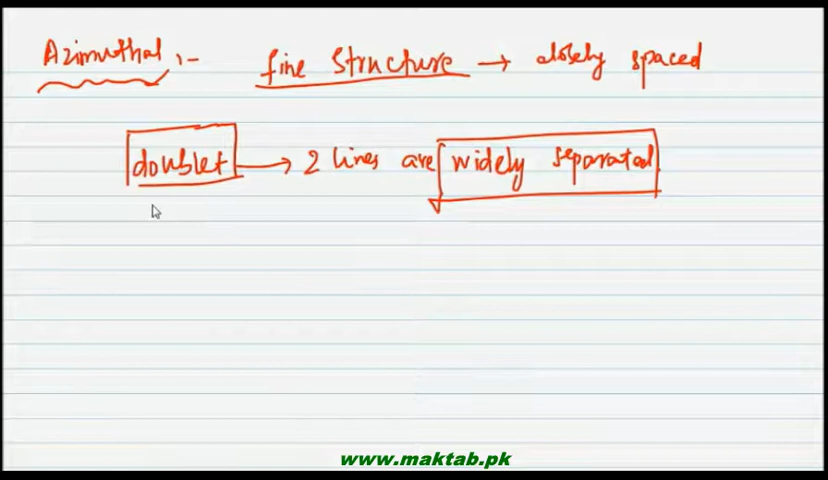 Azimuthal :- fine structure → closely spaced
doublet → 2 lines are widely separated
www.maktab.pk